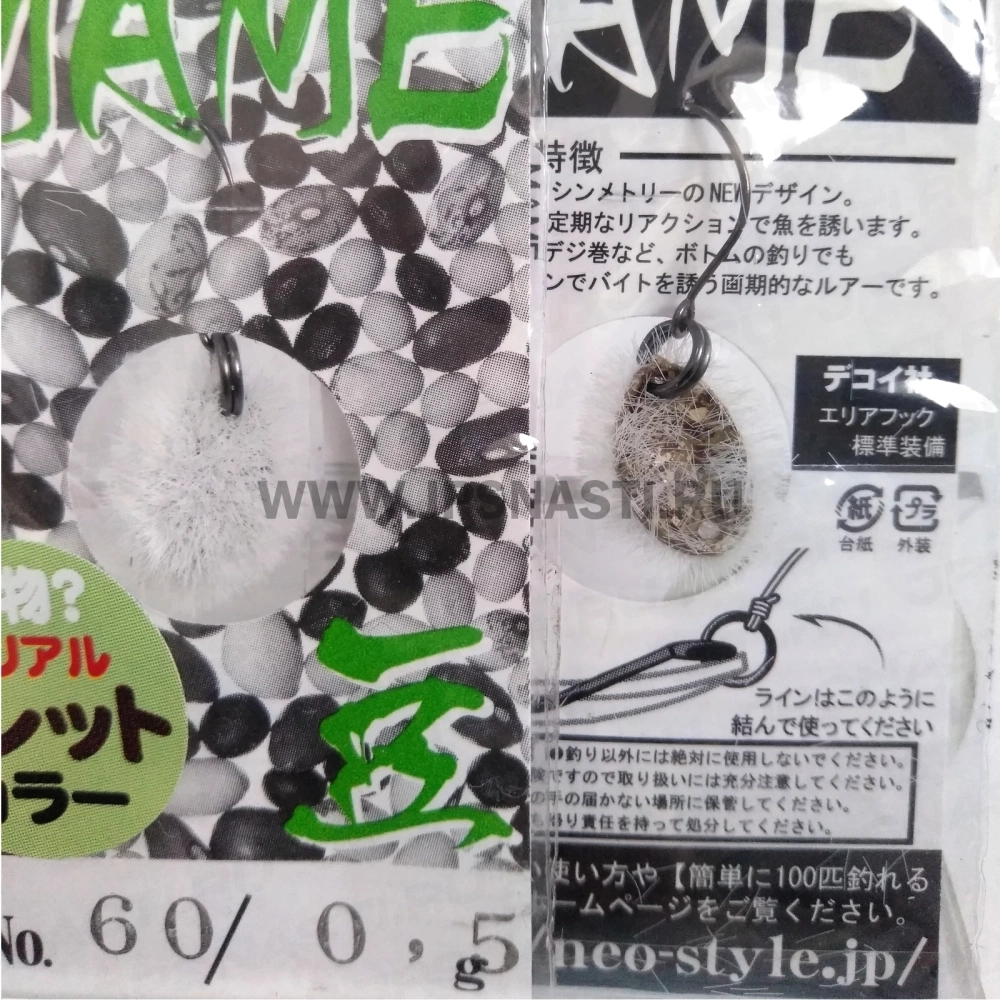 MAME
物?
リアル
ノット
カラー
豆
No. 60/ 0,5
g
AME
特徴
シンメトリーのNEWデザイン。
定期なリアクションで魚を誘います。
デジ巻など、ボトムの釣りでも
ンでバイトを誘う画期的なルアーです。
デコイ社
エリアフック
標準装備
紙
プラ
台紙
外装
ラインはこのように
結んで使ってください
釣り以外には絶対に使用しないでください。
ですので取り扱いには充分注意してください。
の手の届かない場所に保管してください。
責任を持って処分してください。
使い方や【簡単に100匹釣れる
ームページをご覧ください。
/neo-style.jp/
WWW.JPSNASTI.RU